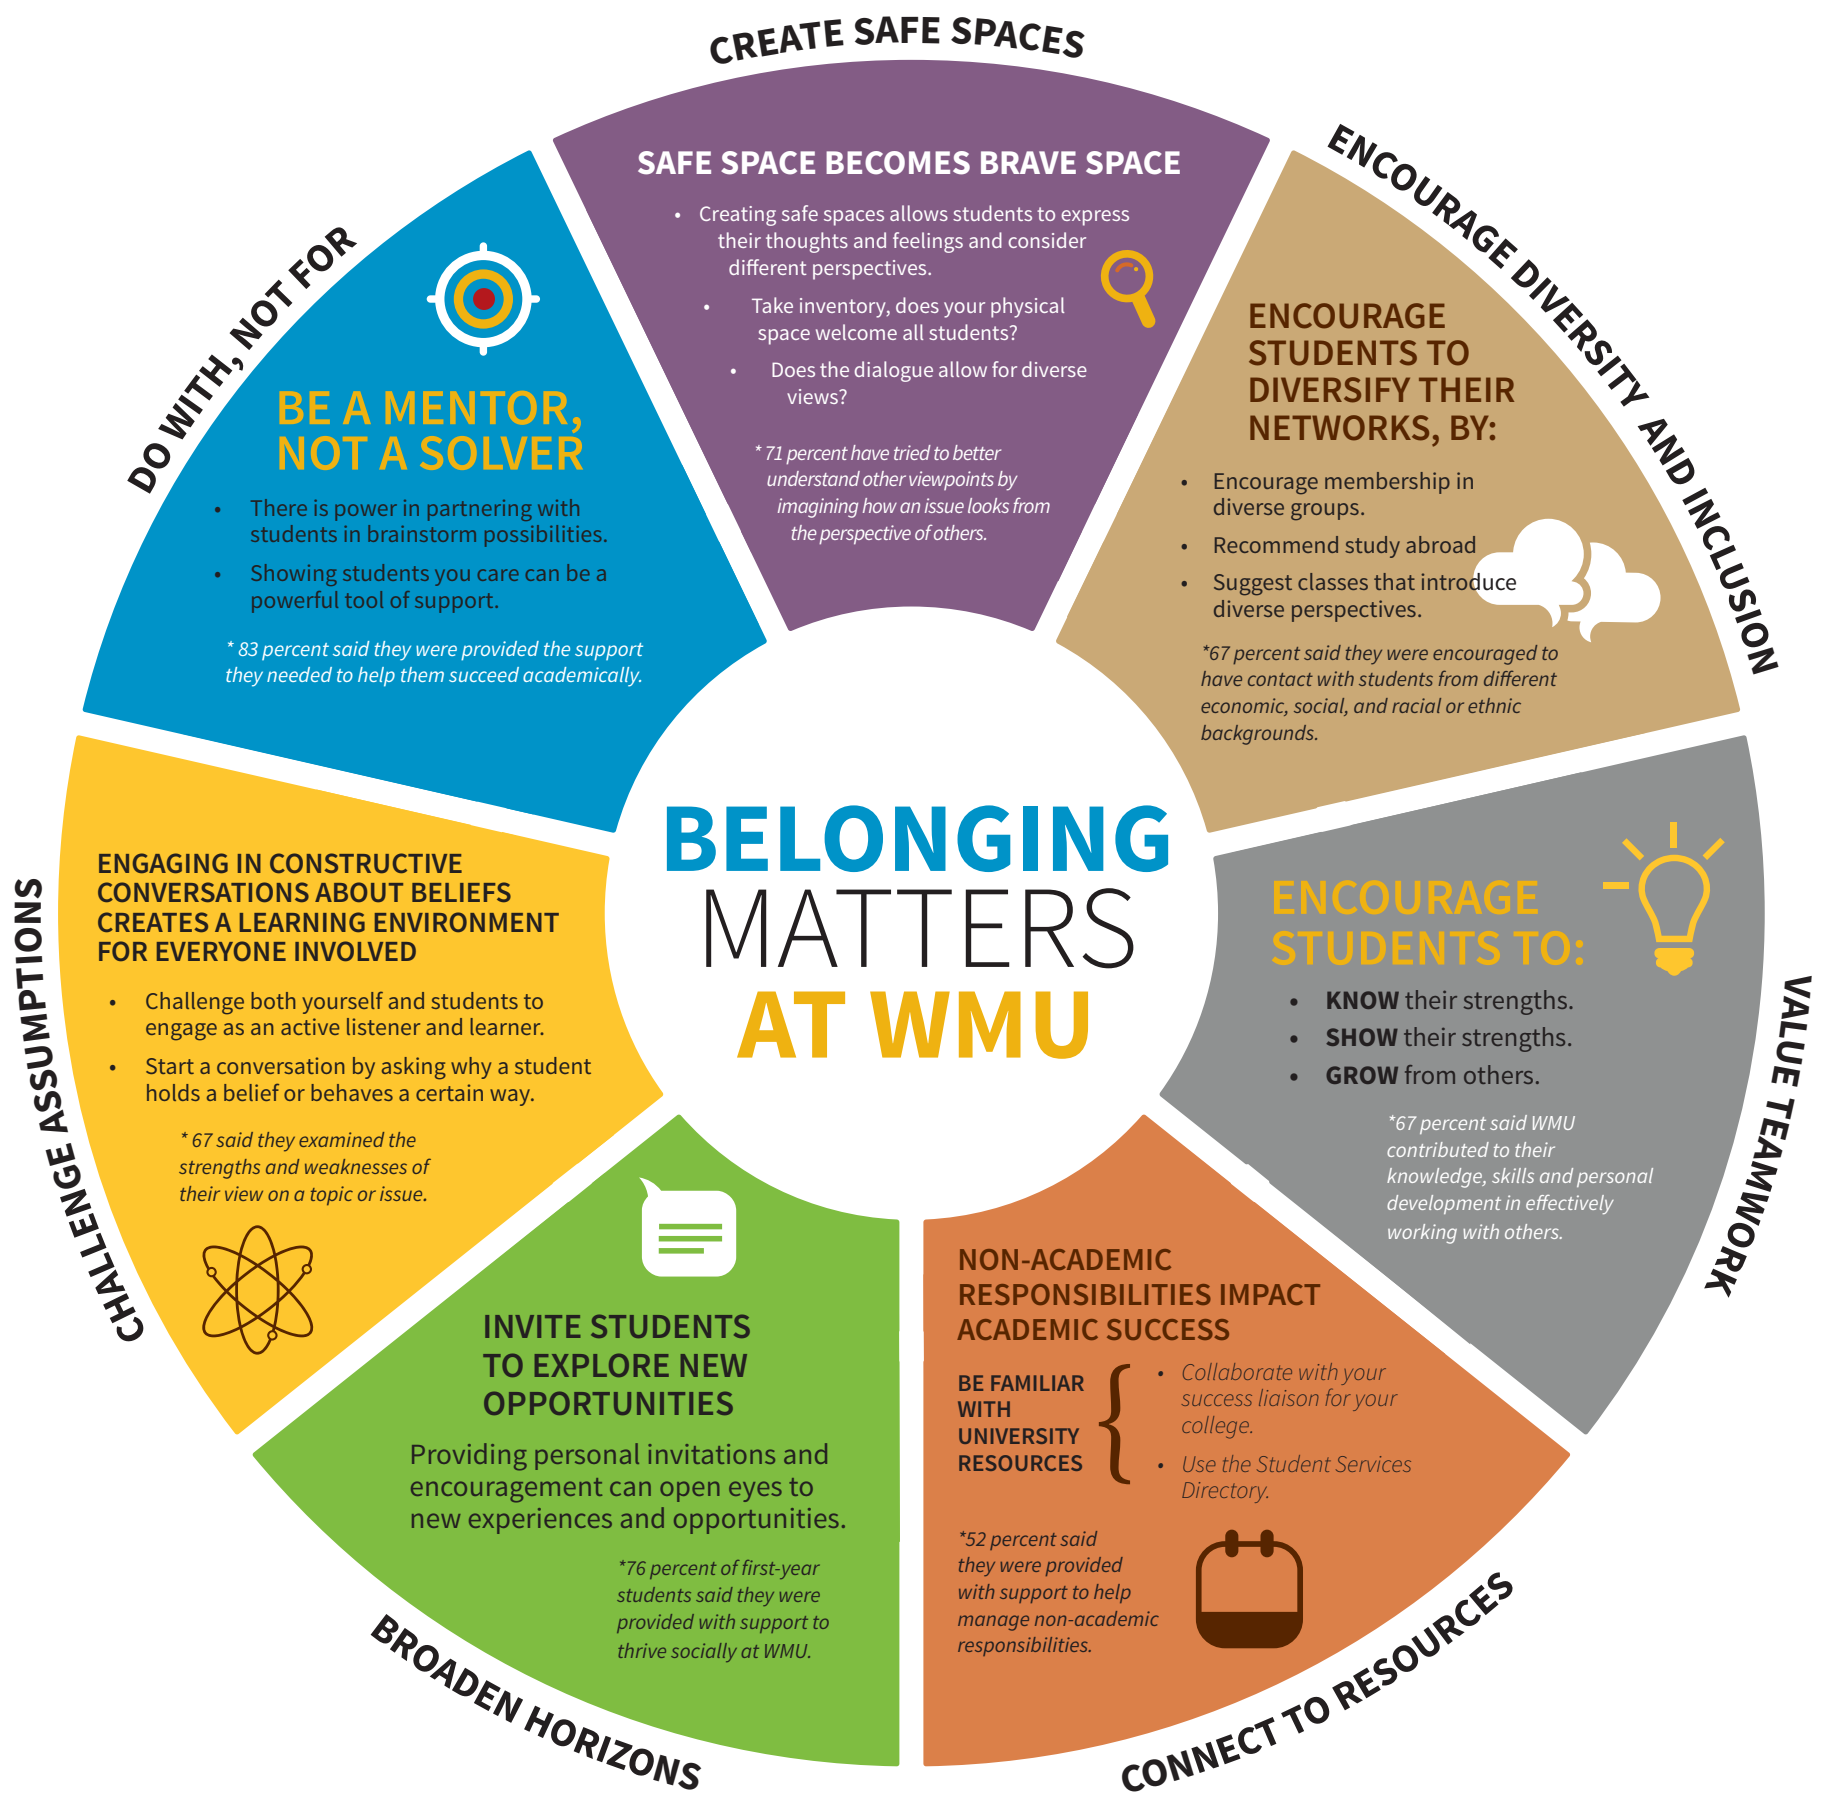 CREATE SAFE SPACES
SAFE SPACE BECOMES BRAVE SPACE
• Creating safe spaces allows students to express
their thoughts and feelings and consider
different perspectives.
• Take inventory, does your physical
space welcome all students?
• Does the dialogue allow for diverse
views?
* 71 percent have tried to better
understand other viewpoints by
imagining how an issue looks from
the perspective of others.
ENCOURAGE DIVERSITY AND INCLUSION
ENCOURAGE
STUDENTS TO
DIVERSIFY THEIR
NETWORKS, BY:
• Encourage membership in
diverse groups.
• Recommend study abroad
• Suggest classes that introduce
diverse perspectives.
*67 percent said they were encouraged to
have contact with students from different
economic, social, and racial or ethnic
backgrounds.
VALUE TEAMWORK
ENCOURAGE
STUDENTS TO:
• KNOW their strengths.
• SHOW their strengths.
• GROW from others.
*67 percent said WMU
contributed to their
knowledge, skills and personal
development in effectively
working with others.
CONNECT TO RESOURCES
NON-ACADEMIC
RESPONSIBILITIES IMPACT
ACADEMIC SUCCESS
BE FAMILIAR
WITH
UNIVERSITY
RESOURCES
• Collaborate with your
success liaison for your
college.
• Use the Student Services
Directory.
*52 percent said
they were provided
with support to help
manage non-academic
responsibilities.
BROADEN HORIZONS
INVITE STUDENTS
TO EXPLORE NEW
OPPORTUNITIES
Providing personal invitations and
encouragement can open eyes to
new experiences and opportunities.
*76 percent of first-year
students said they were
provided with support to
thrive socially at WMU.
CHALLENGE ASSUMPTIONS
ENGAGING IN CONSTRUCTIVE
CONVERSATIONS ABOUT BELIEFS
CREATES A LEARNING ENVIRONMENT
FOR EVERYONE INVOLVED
• Challenge both yourself and students to
engage as an active listener and learner.
• Start a conversation by asking why a student
holds a belief or behaves a certain way.
* 67 said they examined the
strengths and weaknesses of
their view on a topic or issue.
DO WITH, NOT FOR
BE A MENTOR,
NOT A SOLVER
• There is power in partnering with
students in brainstorm possibilities.
• Showing students you care can be a
powerful tool of support.
* 83 percent said they were provided the support
they needed to help them succeed academically.
BELONGING
MATTERS
AT WMU